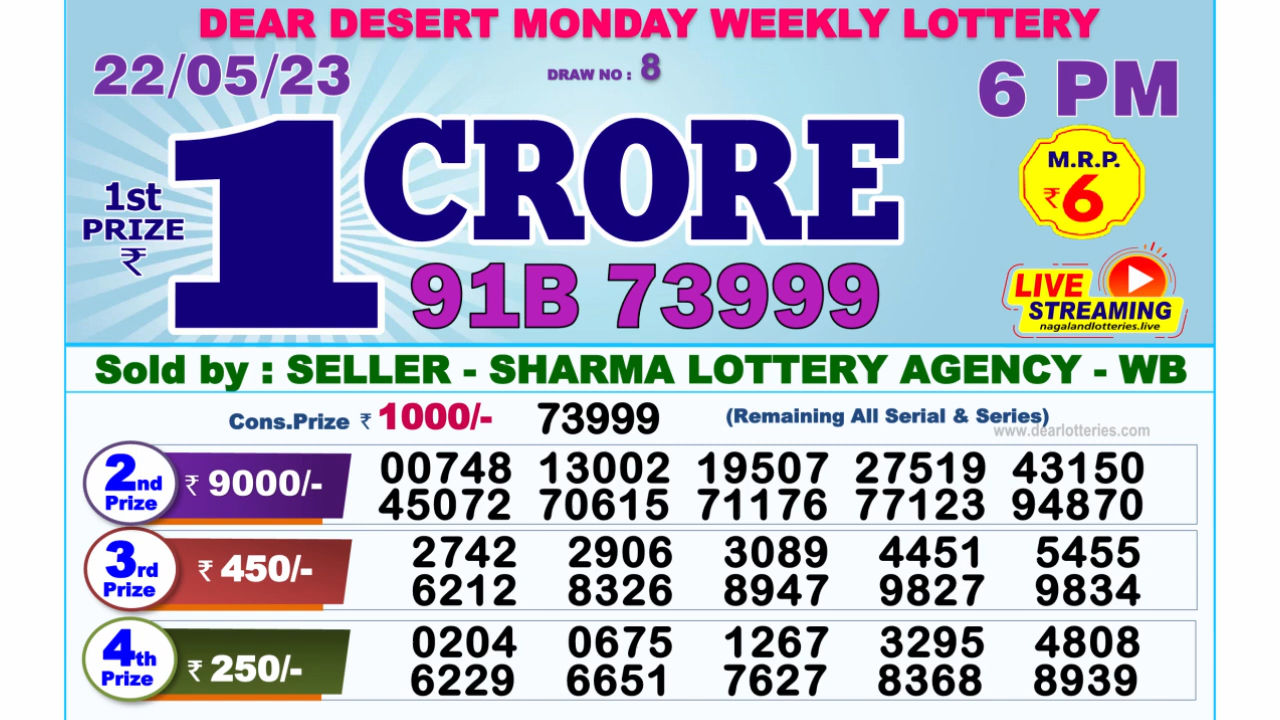 DEAR DESERT MONDAY WEEKLY LOTTERY
22/05/23 DRAW NO : 8 6 PM
1st PRIZE ₹ 1 CRORE
M.R.P. ₹6
91B 73999
LIVE STREAMING
nagalandlotteries.live
Sold by : SELLER - SHARMA LOTTERY AGENCY - WB
Cons.Prize ₹ 1000/- 73999 (Remaining All Serial & Series)
www.dearlotteries.com
2nd Prize ₹ 9000/-
00748 13002 19507 27519 43150
45072 70615 71176 77123 94870
3rd Prize ₹ 450/-
2742 2906 3089 4451 5455
6212 8326 8947 9827 9834
4th Prize ₹ 250/-
0204 0675 1267 3295 4808
6229 6651 7627 8368 8939